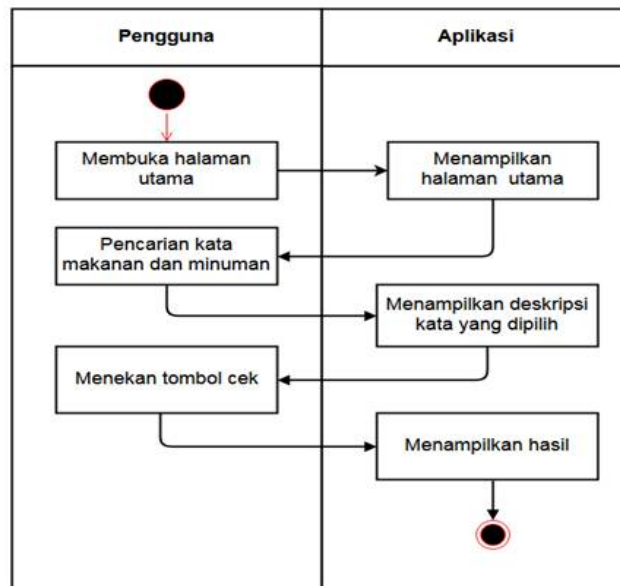 Pengguna
Aplikasi
Membuka halaman
utama
Menampilkan
halaman utama
Pencarian kata
makanan dan minuman
Menampilkan deskripsi
kata yang dipilih
Menekan tombol cek
Menampilkan hasil